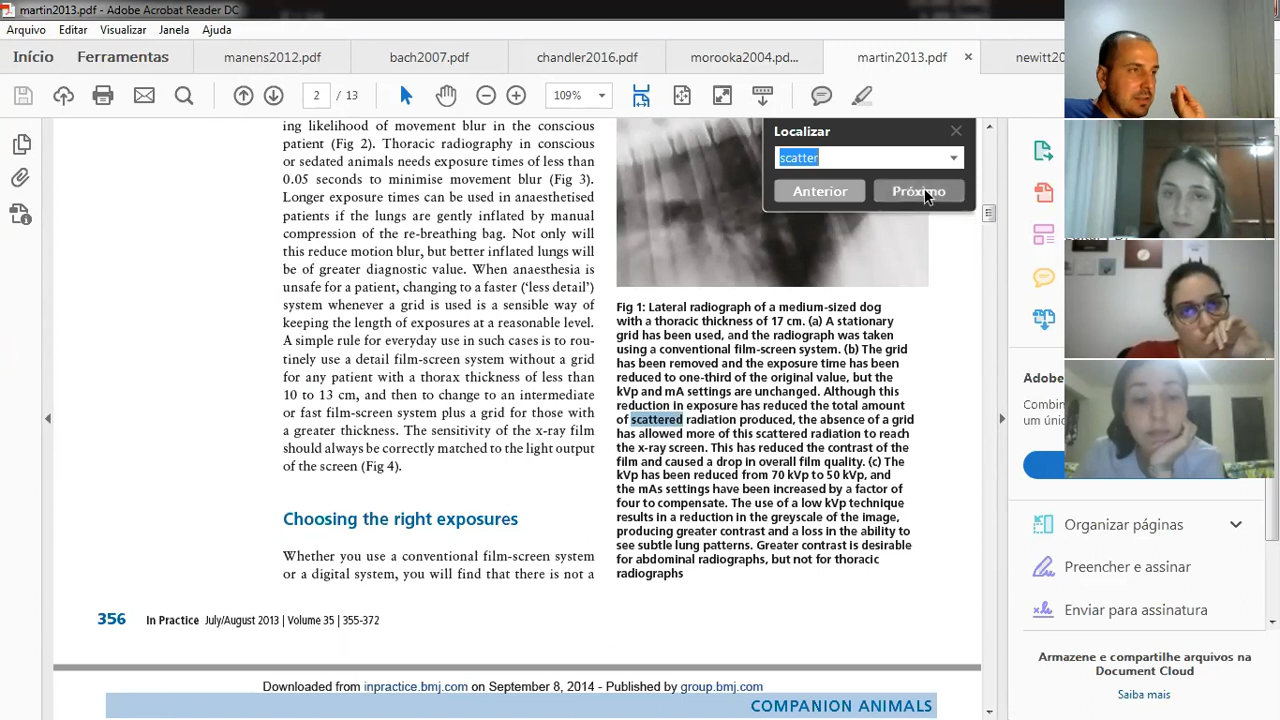 martin2013.pdf - Adobe Acrobat Reader DC
Arquivo Editar Visualizar Janela Ajuda
Início Ferramentas manens2012.pdf bach2007.pdf chandler2016.pdf morooka2004.pd... martin2013.pdf newitt20
2 / 13 109%
Localizar
scatter
Anterior Próximo
ing likelihood of movement blur in the conscious
patient (Fig 2). Thoracic radiography in conscious
or sedated animals needs exposure times of less than
0.05 seconds to minimise movement blur (Fig 3).
Longer exposure times can be used in anaesthetised
patients if the lungs are gently inflated by manual
compression of the re-breathing bag. Not only will
this reduce motion blur, but better inflated lungs will
be of greater diagnostic value. When anaesthesia is
unsafe for a patient, changing to a faster (‘less detail’)
system whenever a grid is used is a sensible way of
keeping the length of exposures at a reasonable level.
A simple rule for everyday use in such cases is to rou-
tinely use a detail film-screen system without a grid
for any patient with a thorax thickness of less than
10 to 13 cm, and then to change to an intermediate
or fast film-screen system plus a grid for those with
a greater thickness. The sensitivity of the x-ray film
should always be correctly matched to the light output
of the screen (Fig 4).
Choosing the right exposures
Whether you use a conventional film-screen system
or a digital system, you will find that there is not a
Fig 1: Lateral radiograph of a medium-sized dog
with a thoracic thickness of 17 cm. (a) A stationary
grid has been used, and the radiograph was taken
using a conventional film-screen system. (b) The grid
has been removed and the exposure time has been
reduced to one-third of the original value, but the
kVp and mA settings are unchanged. Although this
reduction in exposure has reduced the total amount
of scattered radiation produced, the absence of a grid
has allowed more of this scattered radiation to reach
the x-ray screen. This has reduced the contrast of the
film and caused a drop in overall film quality. (c) The
kVp has been reduced from 70 kVp to 50 kVp, and
the mAs settings have been increased by a factor of
four to compensate. The use of a low kVp technique
results in a reduction in the greyscale of the image,
producing greater contrast and a loss in the ability to
see subtle lung patterns. Greater contrast is desirable
for abdominal radiographs, but not for thoracic
radiographs
356 In Practice July/August 2013 | Volume 35 | 355-372
Downloaded from inpractice.bmj.com on September 8, 2014 - Published by group.bmj.com
COMPANION ANIMALS
Adobe
Combin
um únic
Organizar páginas
Preencher e assinar
Enviar para assinatura
Armazene e compartilhe arquivos na
Document Cloud
Saiba mais